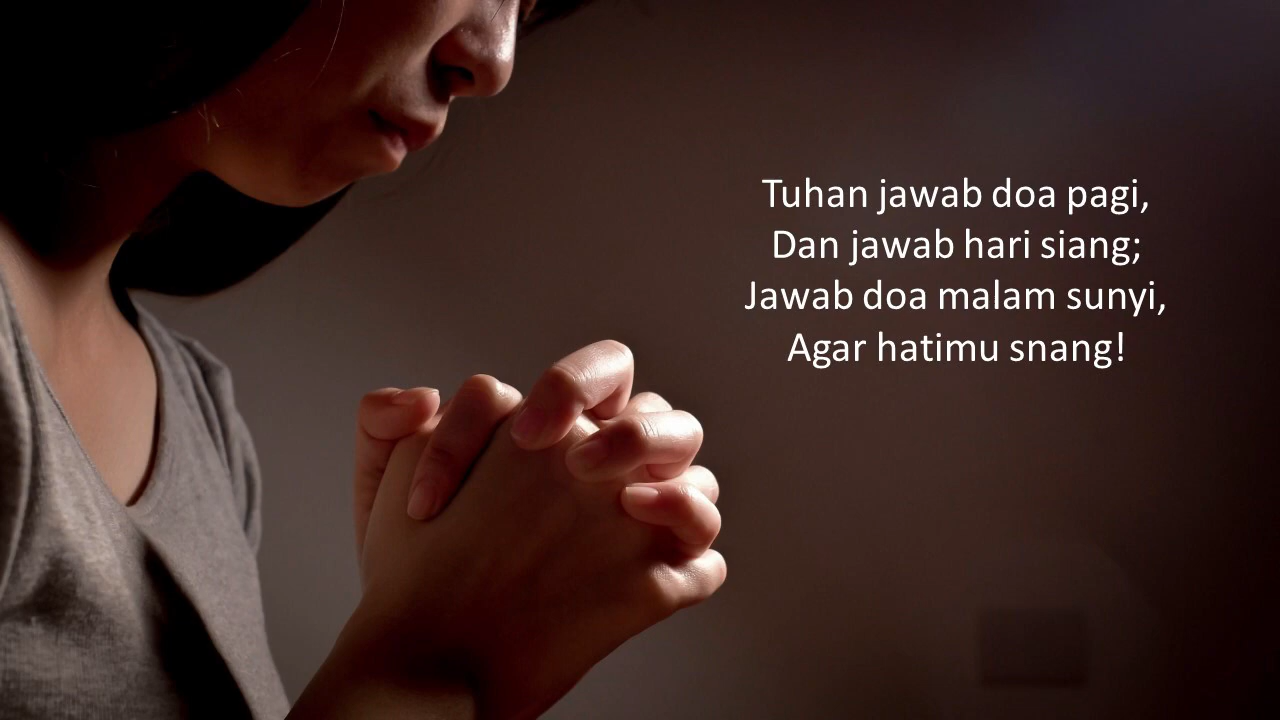 Tuhan jawab doa pagi,
Dan jawab hari siang;
Jawab doa malam sunyi,
Agar hatimu snang!